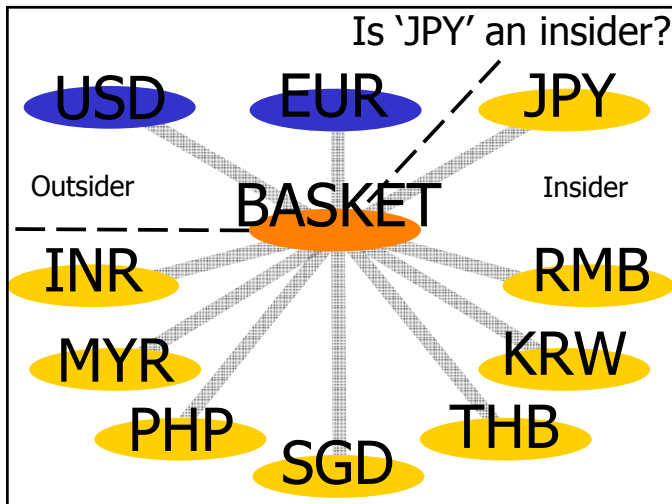 Is ‘JPY’ an insider?
USD
EUR
JPY
Outsider
BASKET
Insider
INR
RMB
MYR
KRW
PHP
THB
SGD